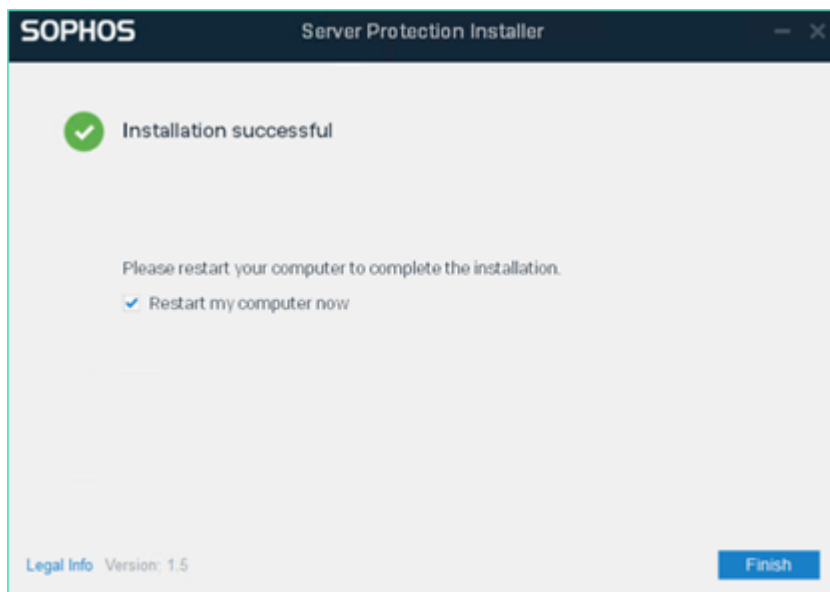 SOPHOS
Server Protection Installer
Installation successful
Please restart your computer to complete the installation.
Restart my computer now
Legal Info Version: 1.5
Finish